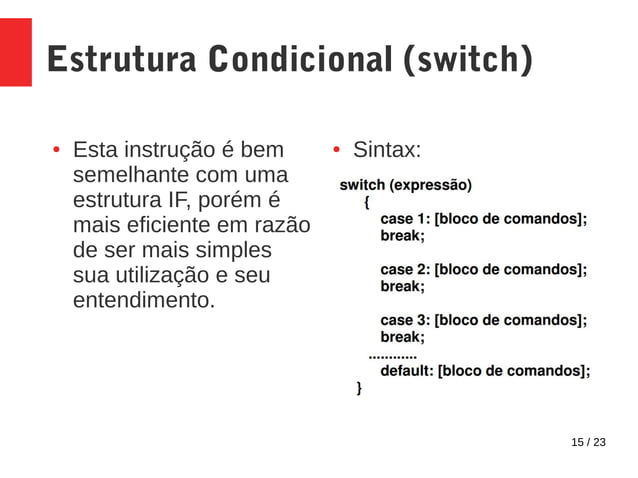 Estrutura Condicional (switch)
• Esta instrução é bem
semelhante com uma
estrutura IF, porém é
mais eficiente em razão
de ser mais simples
sua utilização e seu
entendimento.
• Sintax:
switch (expressão)
{
case 1: [bloco de comandos];
break;
case 2: [bloco de comandos];
break;
case 3: [bloco de comandos];
break;
............
default: [bloco de comandos];
}
15 / 23